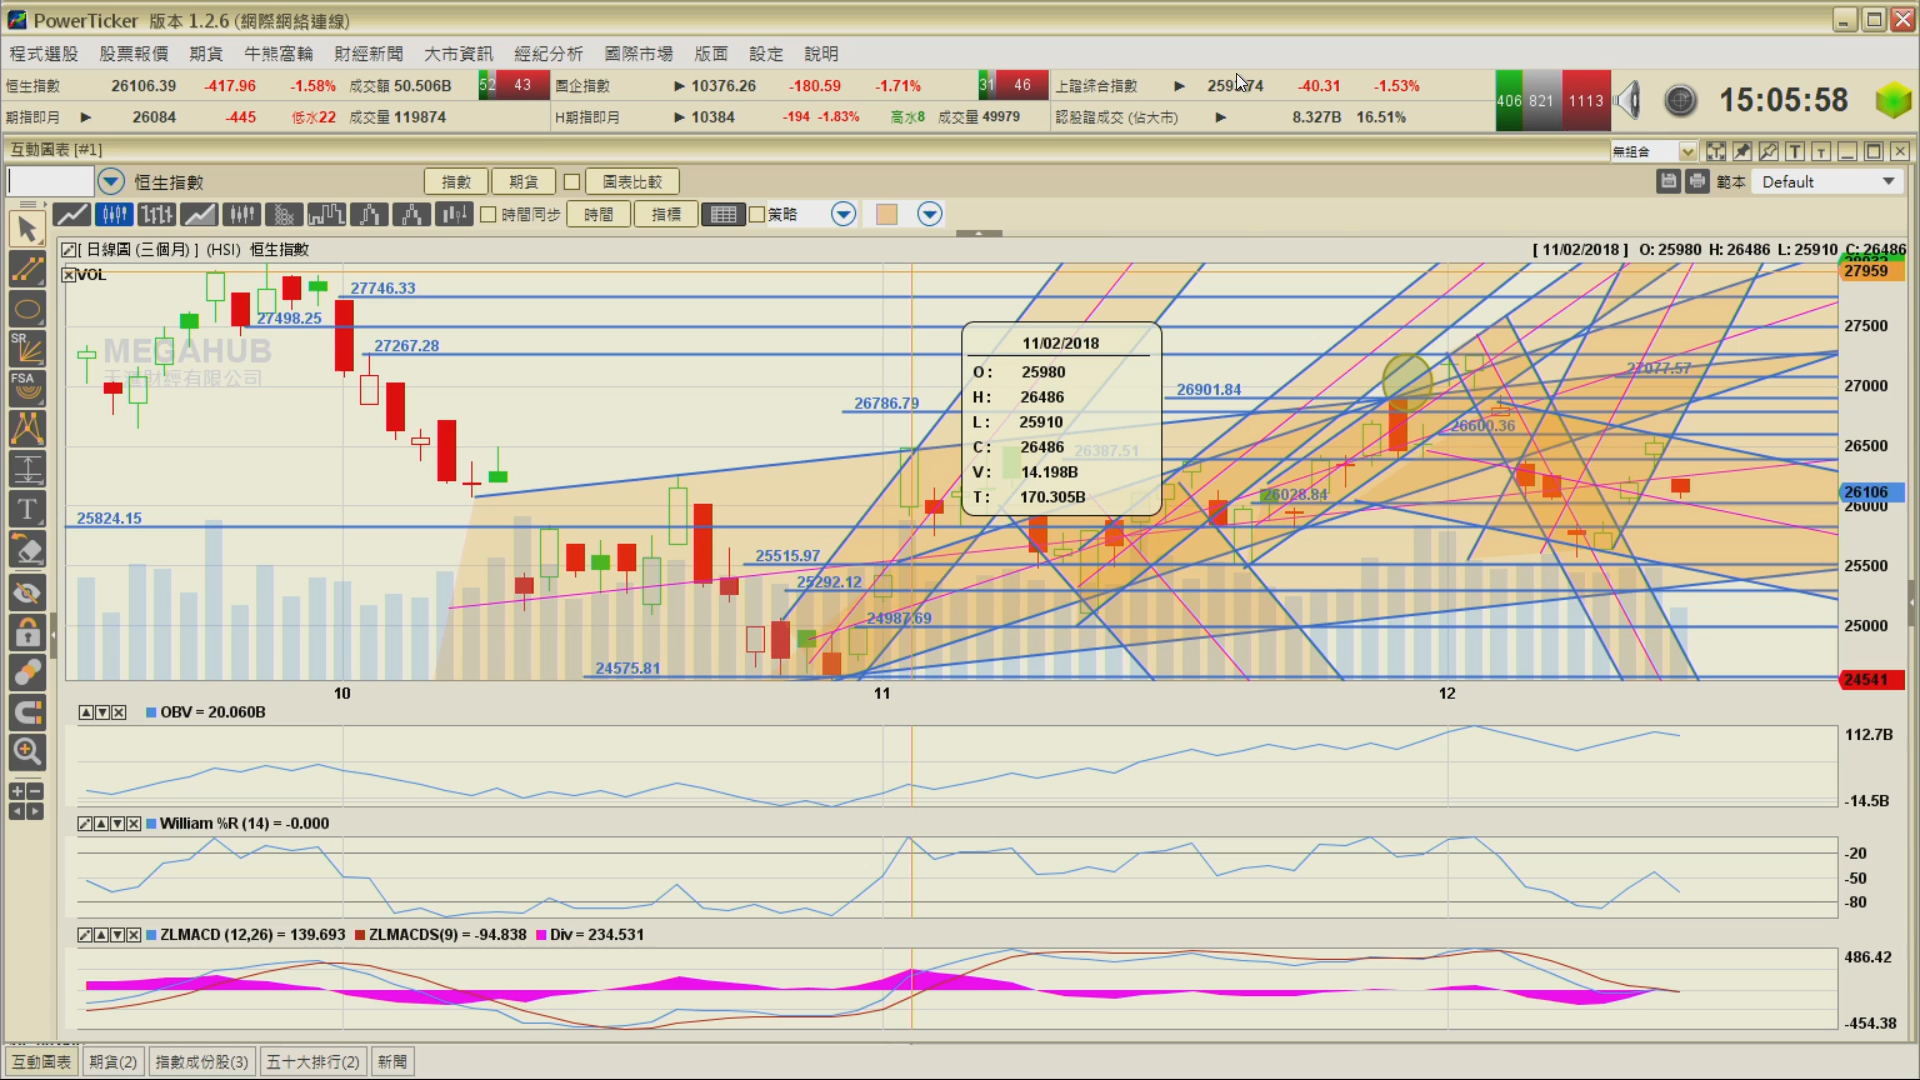 PowerTicker 版本 1.2.6 (網際網絡連線)
程式選股 股票報價 期貨 牛熊窩輪 財經新聞 大市資訊 經紀分析 國際市場 版面 設定 說明
恒生指數 26106.39 -417.96 -1.58% 成交額 50.506B 52 43 國企指數 ▶ 10376.26 -180.59 -1.71% 31 46 上證綜合指數 ▶ -40.31 -1.53% 406 821 1113 15:05:58
期指即月 ▶ 26084 -445 低水22 成交量 119874 H期指即月 ▶ 10384 -194 -1.83% 高水8 成交量 49979 認股證成交 (佔大市) ▶ 8.327B 16.51%
互動圖表 [#1] 無組合
恒生指數 指數 期貨 圖表比較 範本 Default
時間同步 時間 指標 策略
[ 日線圖 (三個月) ] (HSI) 恒生指數 [ 11/02/2018 ] O: 25980 H: 26486 L: 25910 C: 26486
VOL
27959
27746.33
27498.25
27500
27267.28
MEGAHUB
天滙財經有限公司
11/02/2018
O: 25980
H: 26486
L: 25910
C: 26486
V: 14.198B
T: 170.305B
27077.57
27000
26901.84
26786.79
26600.36
26500
26387.51
26106
26028.84
26000
25824.15
25515.97
25500
25292.12
24987.69
25000
24575.81
24541
10 11 12
OBV = 20.060B
112.7B
-14.5B
William %R (14) = -0.000
-20
-50
-80
ZLMACD (12,26) = 139.693 ZLMACDS(9) = -94.838 Div = 234.531
486.42
-454.38
SR
FSA
T
互動圖表 期貨(2) 指數成份股(3) 五十大排行(2) 新聞